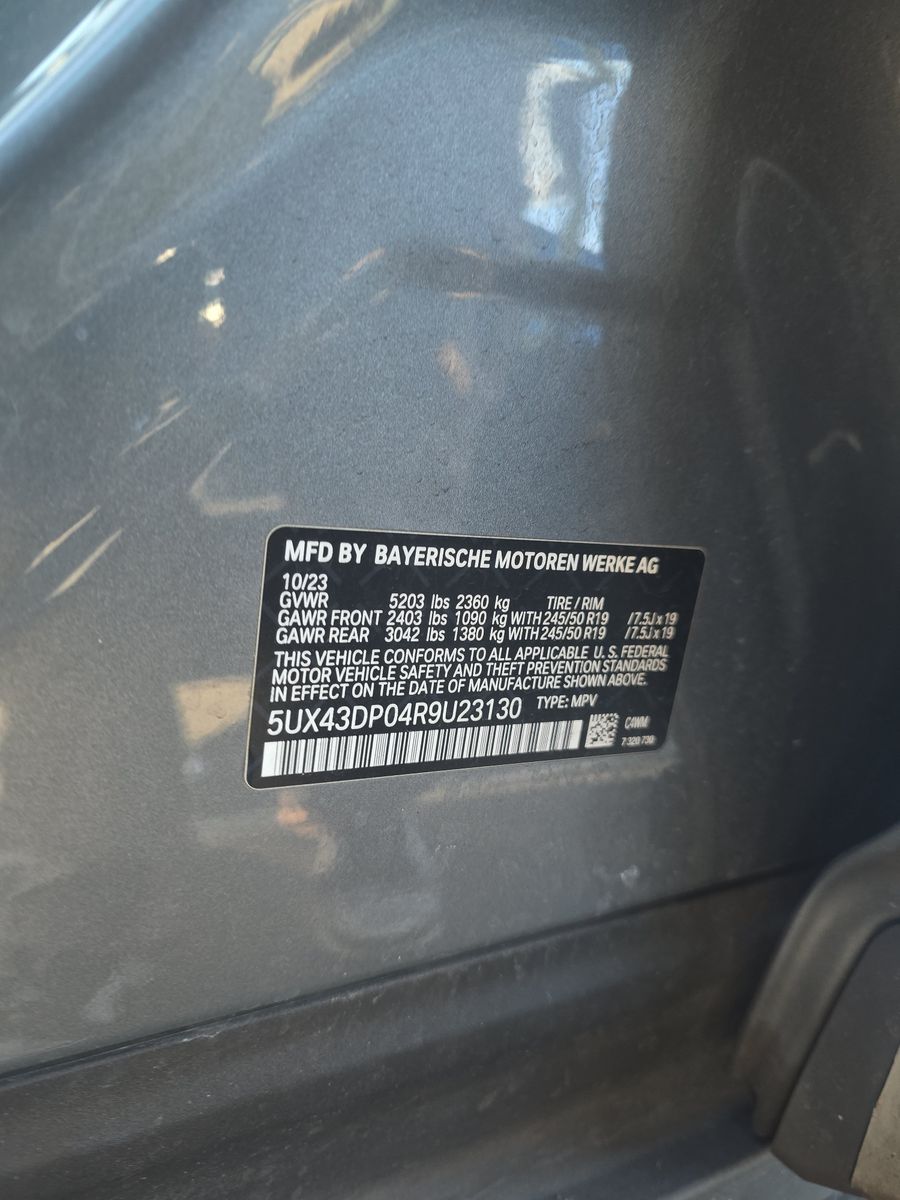 MFD BY BAYERISCHE MOTOREN WERKE AG
10/23
GVWR 5203 lbs 2360 kg TIRE / RIM
GAWR FRONT 2403 lbs 1090 kg WITH 245/50 R19 /7.5J x 19
GAWR REAR 3042 lbs 1380 kg WITH 245/50 R19 /7.5J x 19
THIS VEHICLE CONFORMS TO ALL APPLICABLE U. S. FEDERAL
MOTOR VEHICLE SAFETY AND THEFT PREVENTION STANDARDS
IN EFFECT ON THE DATE OF MANUFACTURE SHOWN ABOVE.
5UX43DP04R9U23130 TYPE: MPV
C4WM
7 320 730